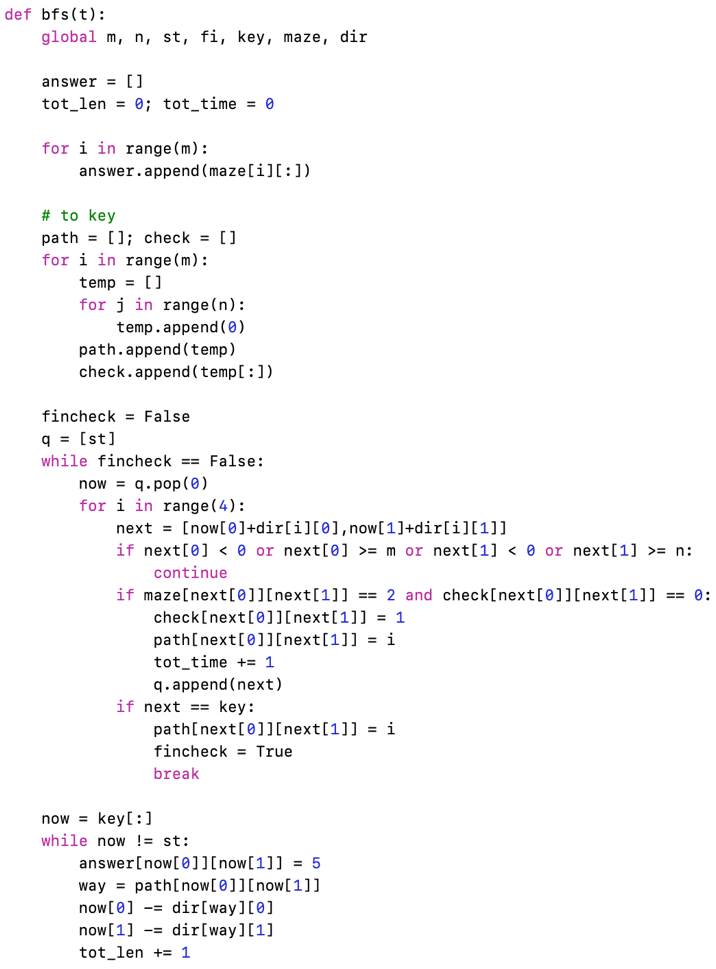 def bfs(t):
    global m, n, st, fi, key, maze, dir

    answer = []
    tot_len = 0; tot_time = 0

    for i in range(m):
        answer.append(maze[i][:])

    # to key
    path = []; check = []
    for i in range(m):
        temp = []
        for j in range(n):
            temp.append(0)
        path.append(temp)
        check.append(temp[:])

    fincheck = False
    q = [st]
    while fincheck == False:
        now = q.pop(0)
        for i in range(4):
            next = [now[0]+dir[i][0],now[1]+dir[i][1]]
            if next[0] < 0 or next[0] >= m or next[1] < 0 or next[1] >= n:
                continue
            if maze[next[0]][next[1]] == 2 and check[next[0]][next[1]] == 0:
                check[next[0]][next[1]] = 1
                path[next[0]][next[1]] = i
                tot_time += 1
                q.append(next)
            if next == key:
                path[next[0]][next[1]] = i
                fincheck = True
                break

    now = key[:]
    while now != st:
        answer[now[0]][now[1]] = 5
        way = path[now[0]][now[1]]
        now[0] -= dir[way][0]
        now[1] -= dir[way][1]
        tot_len += 1